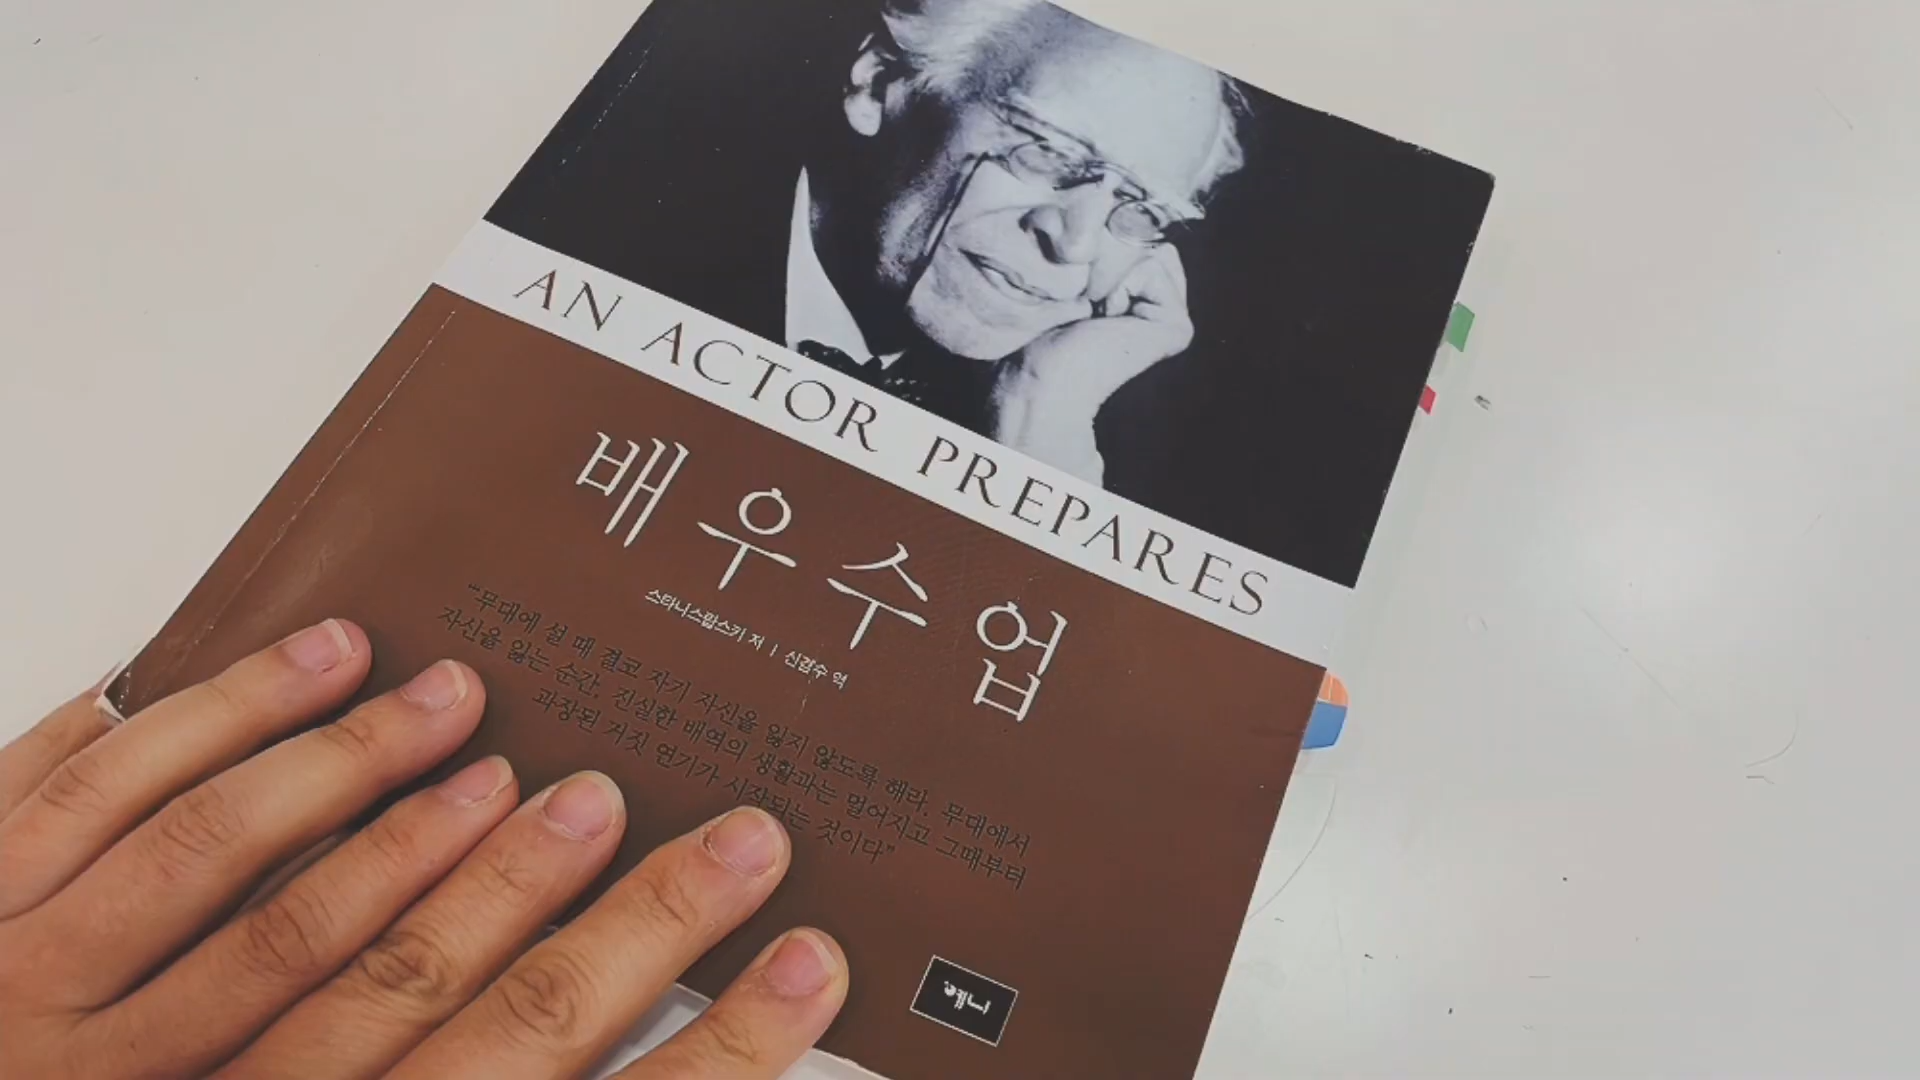 AN ACTOR PREPARES
배우수업
스타니스랍스키 저 | 신겸수 역
“무대에 설 때 결코 자기 자신을 잃지 않도록 해라. 무대에서
자신을 잃는 순간, 진실한 배역의 생활과는 멀어지고 그때부터
과장된 거짓 연기가 시작되는 것이다”
예니